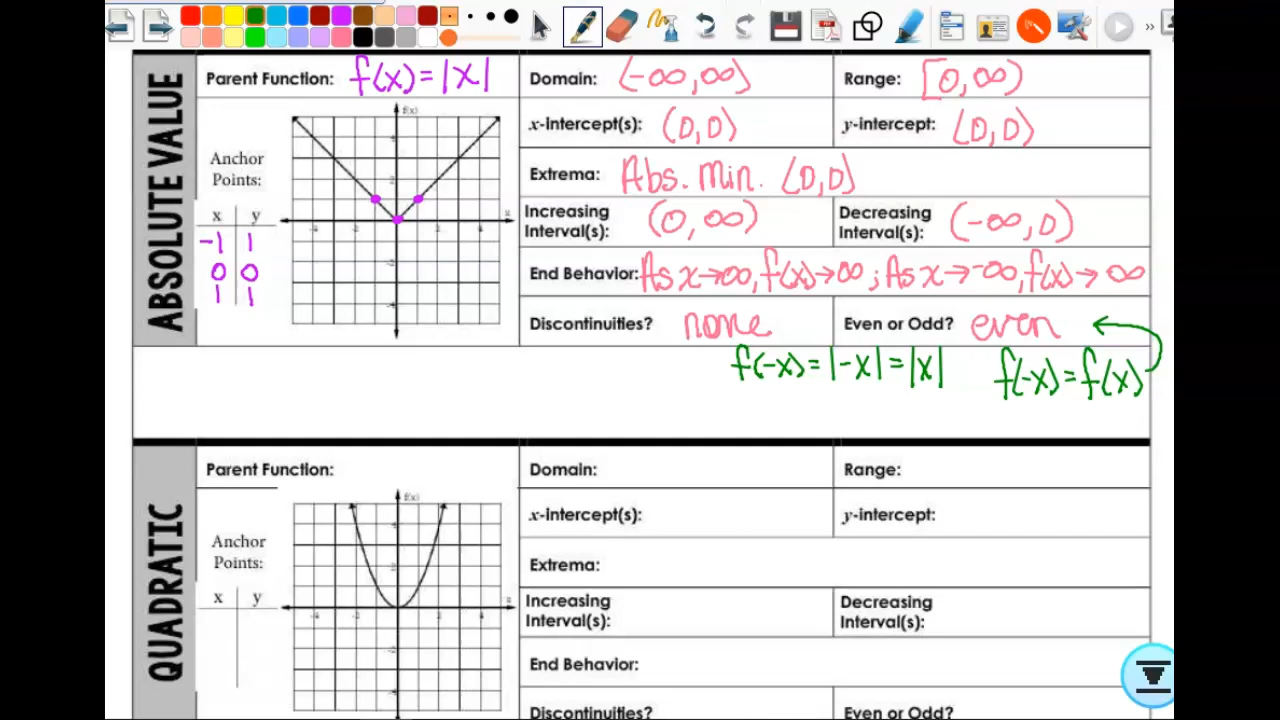 ABSOLUTE VALUE
Parent Function: f(x) = |x|
Domain: (-∞,∞)
Range: [0,∞)
Anchor
Points:
x y
-1 1
0 0
1 1
f(x)
x-intercept(s): (0,0)
y-intercept: (0,0)
Extrema: Abs. Min. (0,0)
Increasing
Interval(s): (0,∞)
Decreasing
Interval(s): (-∞,0)
End Behavior: As x→∞, f(x)→∞ ; As x→-∞, f(x)→ ∞
Discontinuities? none
Even or Odd? even
f(-x) = |-x| = |x|
f(-x) = f(x)
QUADRATIC
Parent Function:
Domain:
Range:
Anchor
Points:
x y
f(x)
x-intercept(s):
y-intercept:
Extrema:
Increasing
Interval(s):
Decreasing
Interval(s):
End Behavior:
Discontinuities?
Even or Odd?